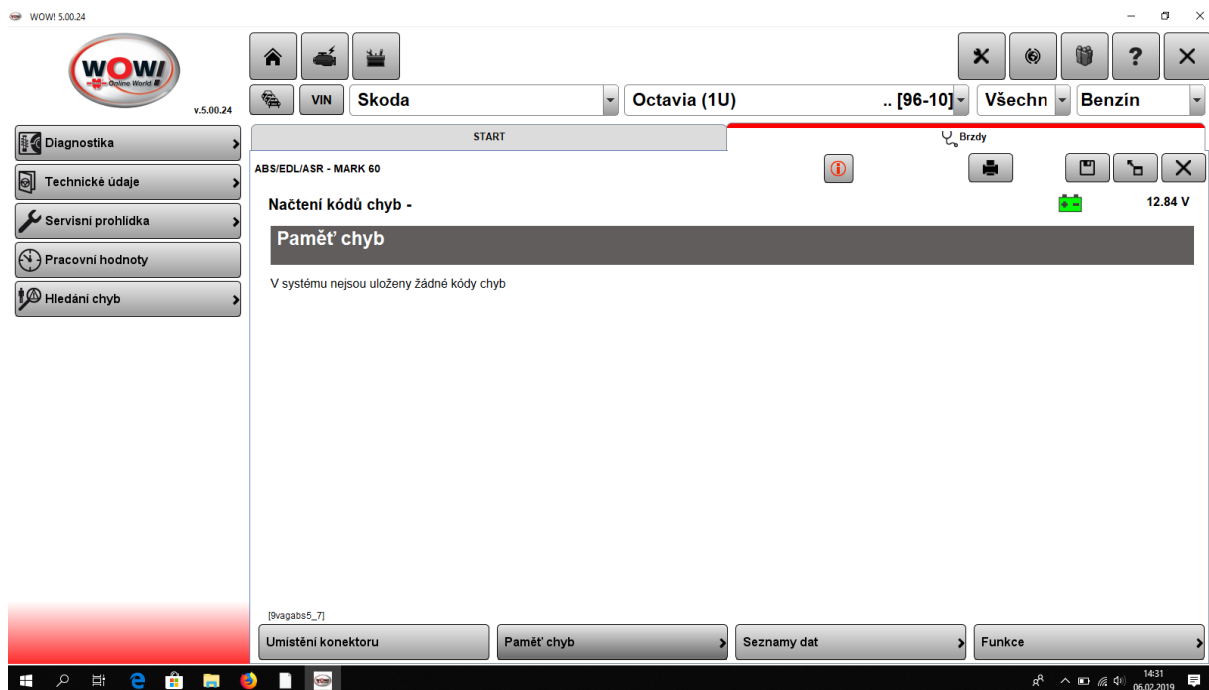 WOW! 5.00.24
WOW!
Online World
v.5.00.24
VIN
Skoda
Octavia (1U)
.. [96-10]
Všechn
Benzín
Diagnostika
Technické údaje
Servisní prohlídka
Pracovní hodnoty
Hledání chyb
START
Brzdy
ABS/EDL/ASR - MARK 60
Načtení kódů chyb -
12.84 V
Paměť chyb
V systému nejsou uloženy žádné kódy chyb
[9vagabs5_7]
Umístění konektoru
Paměť chyb
Seznamy dat
Funkce
14:31
06.02.2019